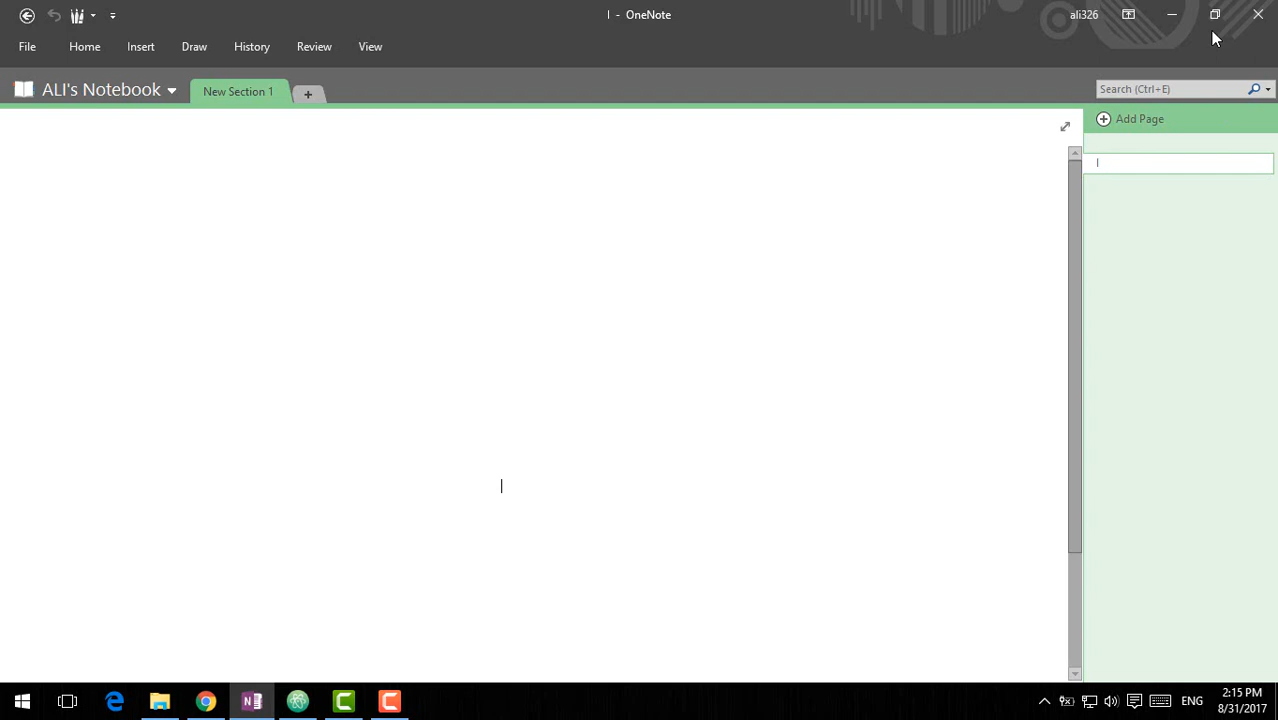 I - OneNote
ali326
File Home Insert Draw History Review View
ALI's Notebook
New Section 1
Search (Ctrl+E)
Add Page
I
ENG
2:15 PM
8/31/2017